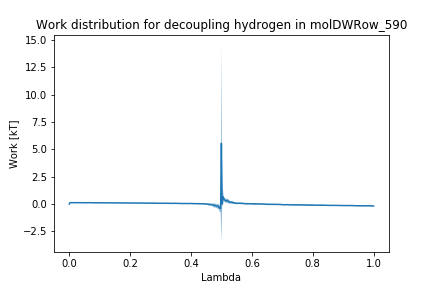 Work distribution for decoupling hydrogen in molDWRow_590
15.0
12.5
10.0
7.5
5.0
2.5
0.0
−2.5
Work [kT]
0.0 0.2 0.4 0.6 0.8 1.0
Lambda